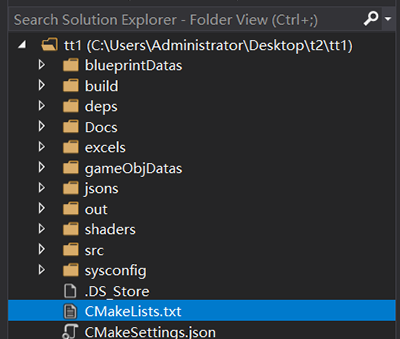 Search Solution Explorer - Folder View (Ctrl+;)
tt1 (C:\Users\Administrator\Desktop\t2\tt1)
blueprintDatas
build
deps
Docs
excels
gameObjDatas
jsons
out
shaders
src
sysconfig
.DS_Store
CMakeLists.txt
CMakeSettings.json